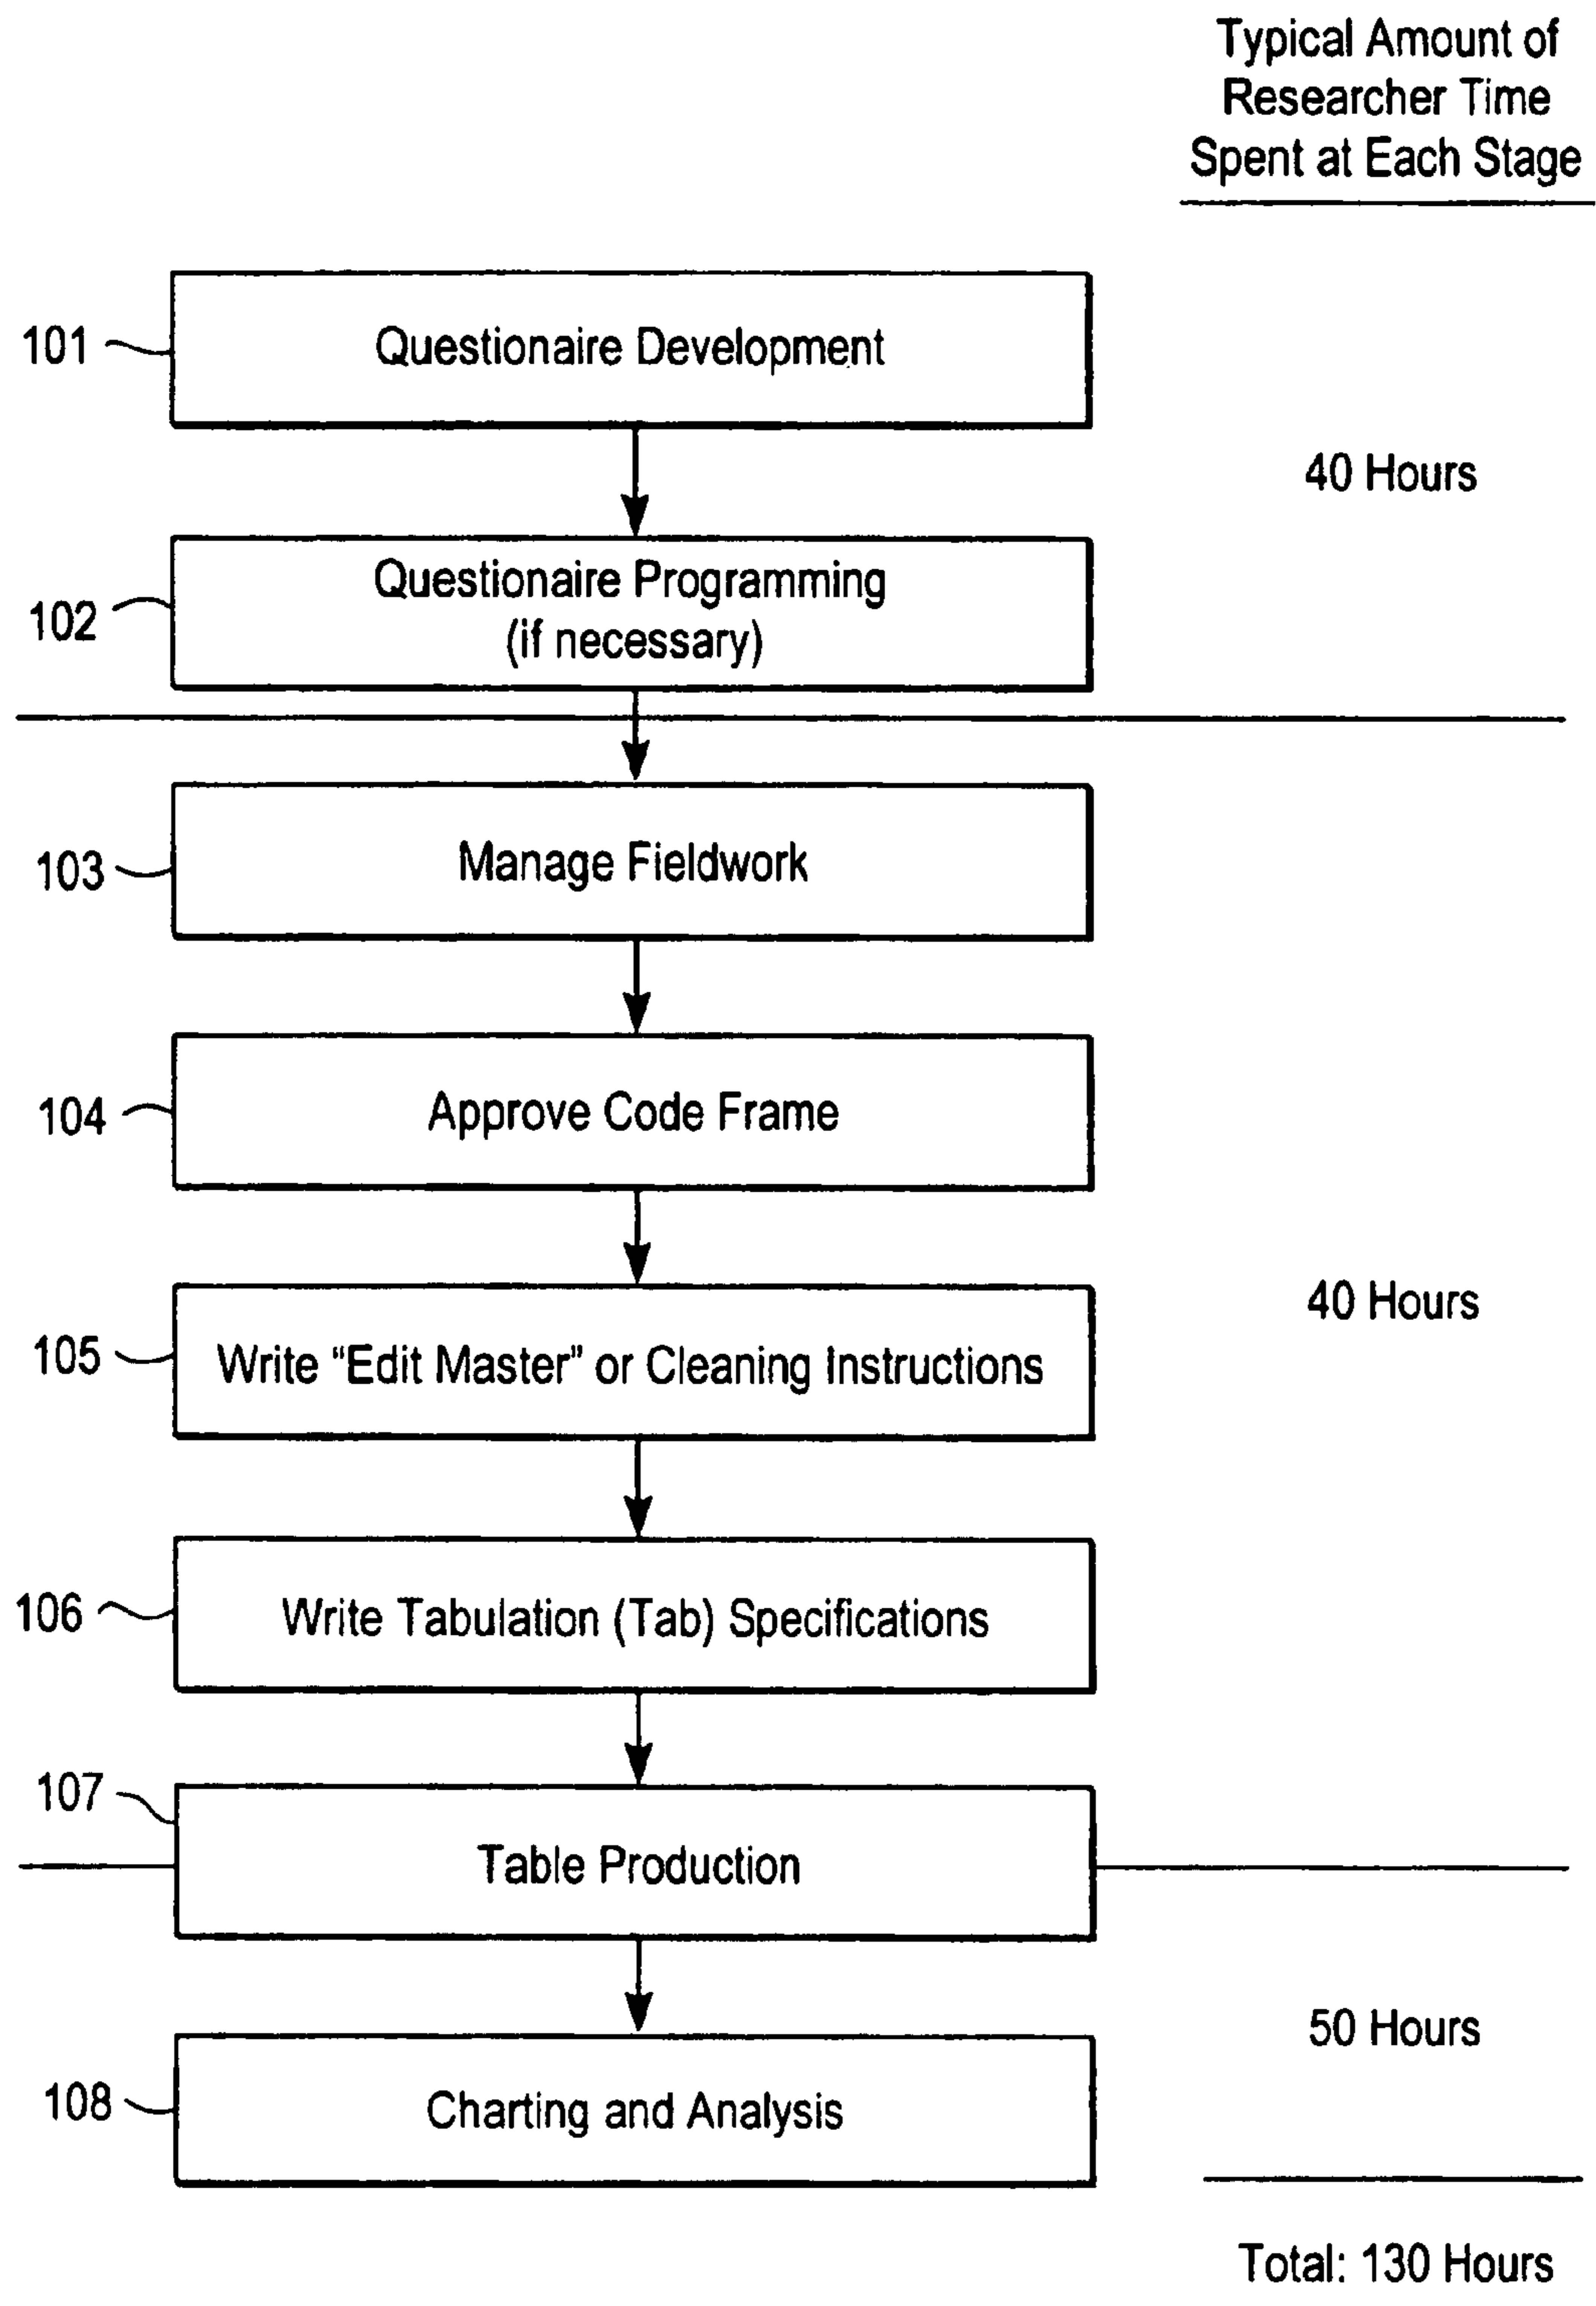 Typical Amount of
Researcher Time
Spent at Each Stage
101
Questionaire Development
40 Hours
102
Questionaire Programming
(if necessary)
103
Manage Fieldwork
104
Approve Code Frame
40 Hours
105
Write “Edit Master” or Cleaning Instructions
106
Write Tabulation (Tab) Specifications
107
Table Production
50 Hours
108
Charting and Analysis
Total: 130 Hours